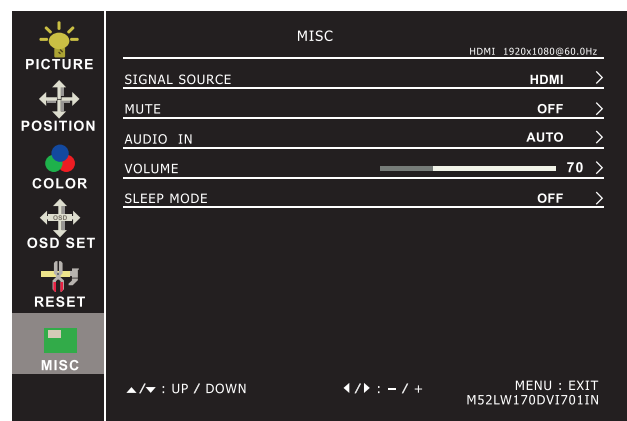 PICTURE
POSITION
COLOR
OSD
OSD SET
RESET
MISC
MISC
HDMI 1920x1080@60.0Hz
SIGNAL SOURCE HDMI
MUTE OFF
AUDIO IN AUTO
VOLUME 70
SLEEP MODE OFF
▲/▼ : UP / DOWN ◀/▶ : – / + MENU : EXIT
M52LW170DVI701IN